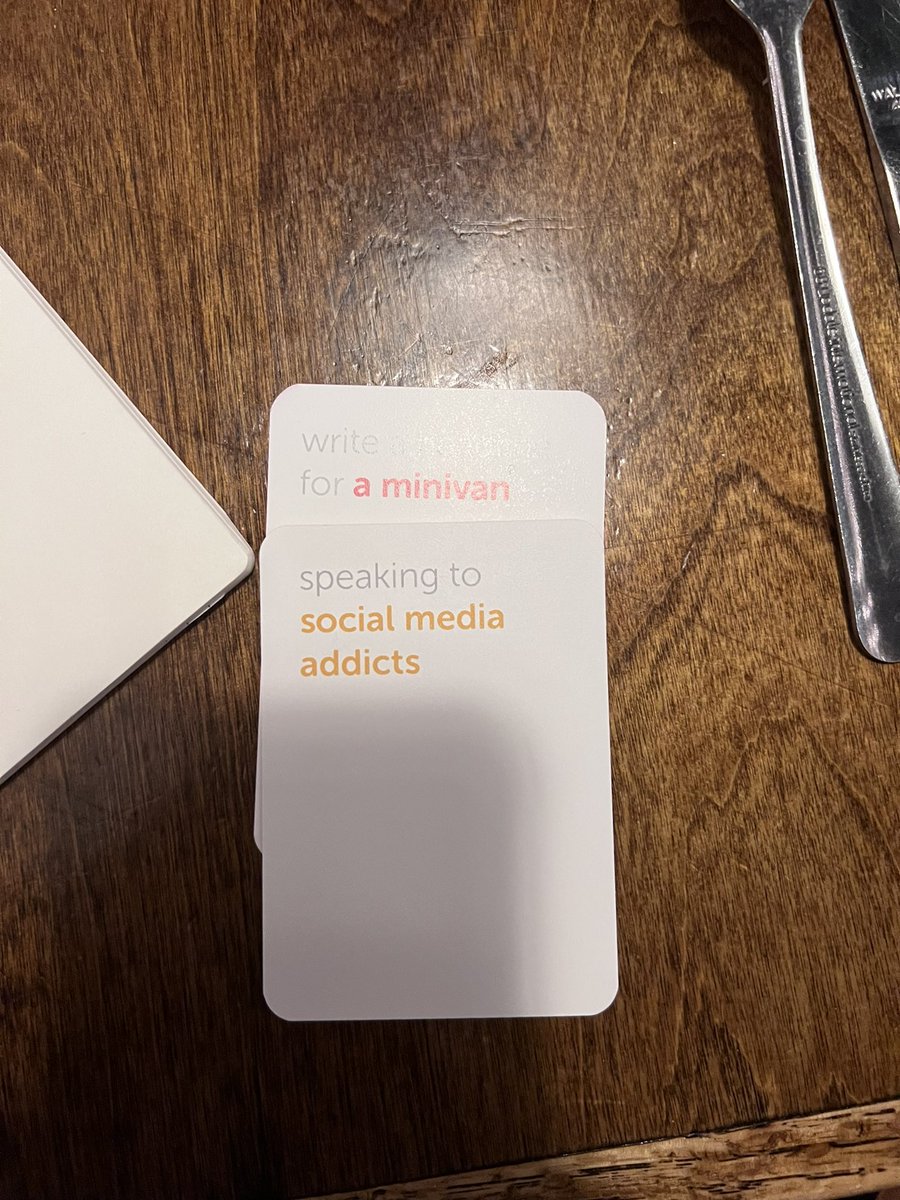 write
for a minivan
speaking to
social media
addicts